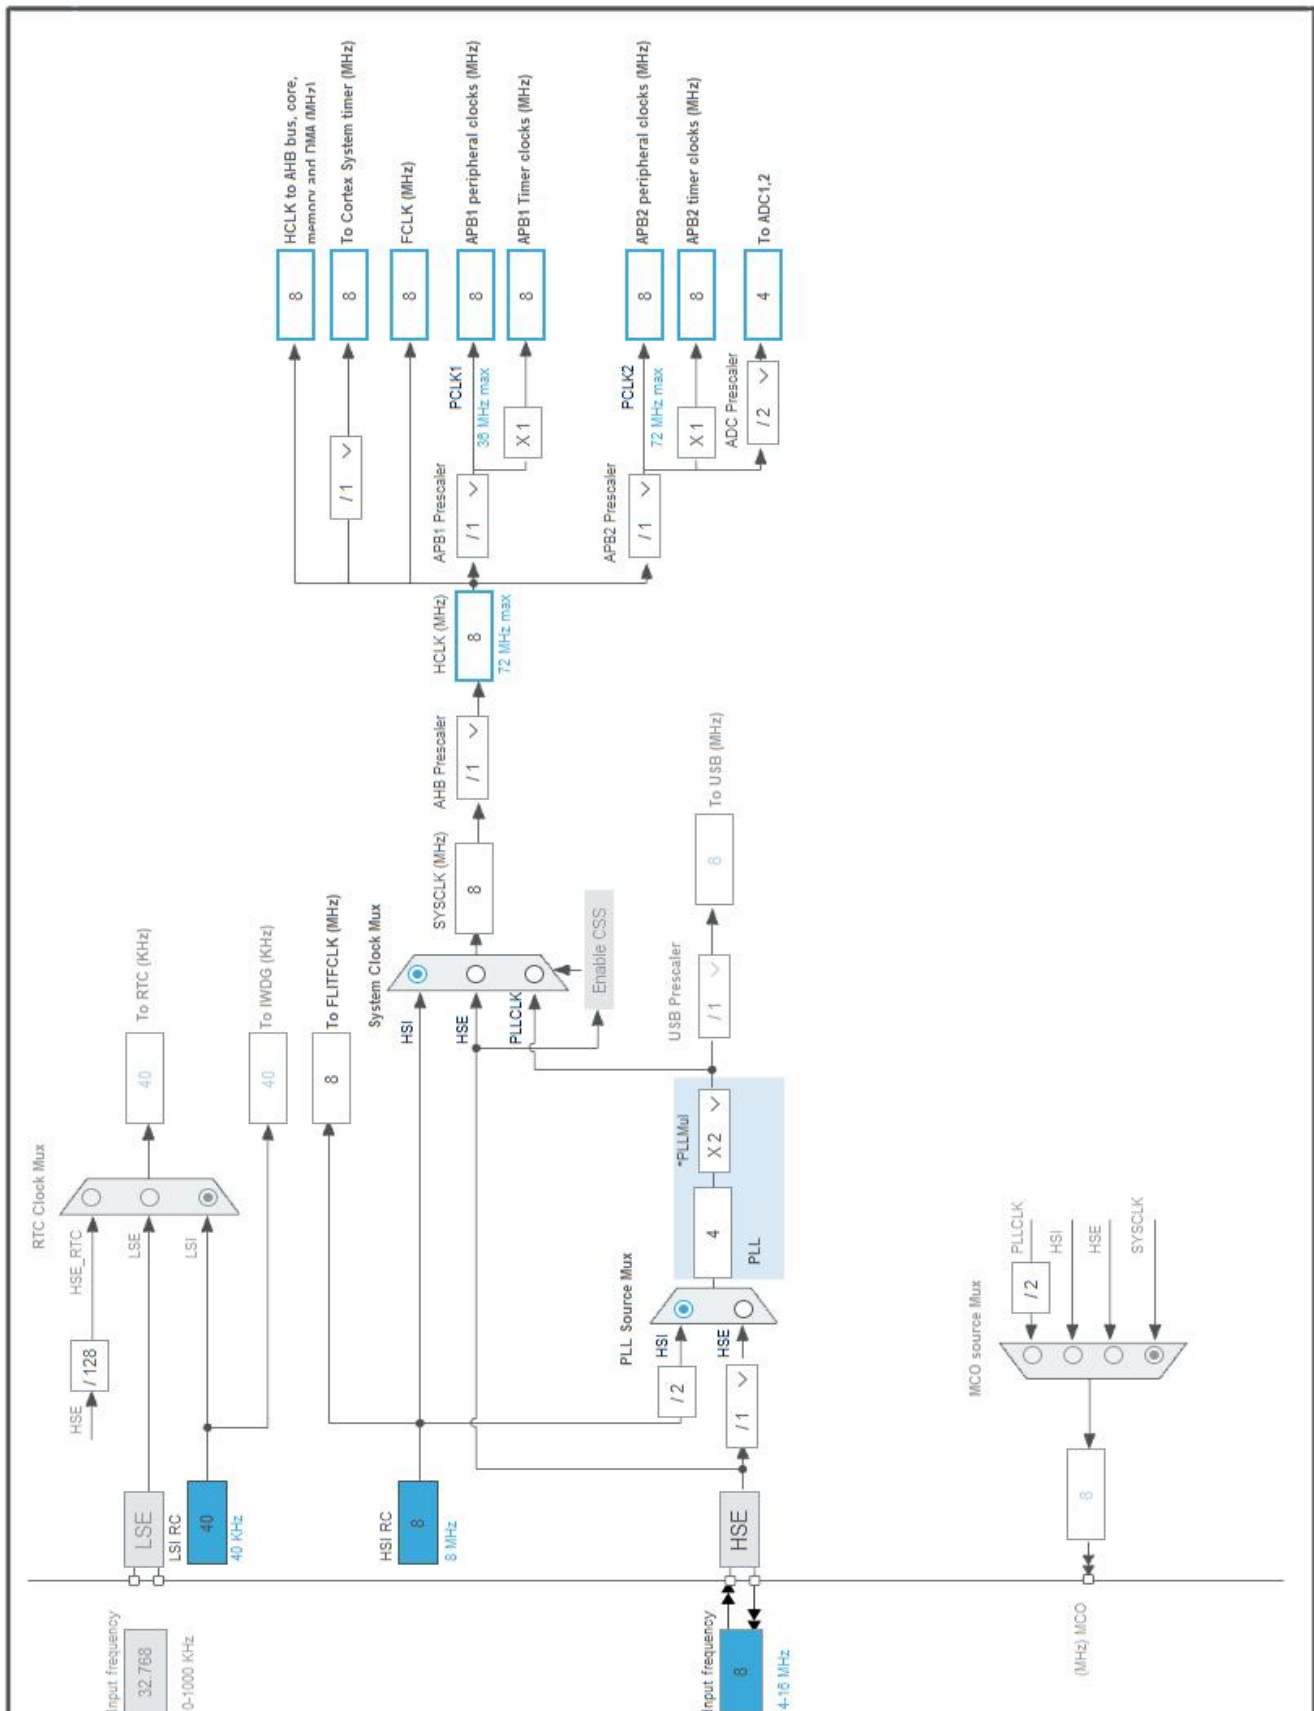 RTC Clock Mux
HSE
/ 128
HSE_RTC
Input frequency
32.768
0-1000 KHz
LSE
LSE
To RTC (KHz)
40
LSI RC
40
40 KHz
LSI
To IWDG (KHz)
40
To FLITFCLK (MHz)
8
HSI RC
8
8 MHz
System Clock Mux
HSI
HSE
PLLCLK
Enable CSS
SYSCLK (MHz)
8
AHB Prescaler
/ 1
HCLK (MHz)
8
72 MHz max
HCLK to AHB bus, core,
memory and DMA (MHz)
8
To Cortex System timer (MHz)
8
/ 1
FCLK (MHz)
8
APB1 Prescaler
/ 1
PCLK1
36 MHz max
8
APB1 peripheral clocks (MHz)
X 1
8
APB1 Timer clocks (MHz)
APB2 Prescaler
/ 1
PCLK2
72 MHz max
8
APB2 peripheral clocks (MHz)
X 1
8
APB2 timer clocks (MHz)
ADC Prescaler
/ 2
4
To ADC1,2
PLL Source Mux
HSI
/ 2
HSE
/ 1
4
*PLLMul
X 2
PLL
USB Prescaler
/ 1
8
To USB (MHz)
Input frequency
8
4-16 MHz
HSE
MCO source Mux
PLLCLK
/ 2
HSI
HSE
SYSCLK
8
(MHz) MCO